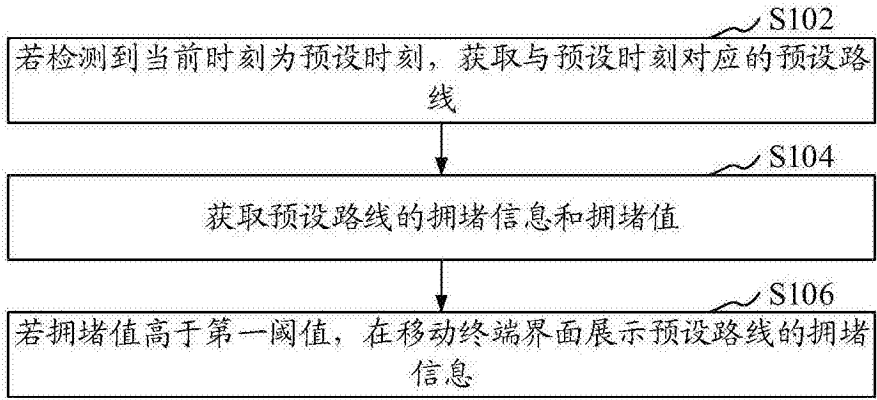 S102
若检测到当前时刻为预设时刻，获取与预设时刻对应的预设路
线
S104
获取预设路线的拥堵信息和拥堵值
S106
若拥堵值高于第一阈值，在移动终端界面展示预设路线的拥堵
信息